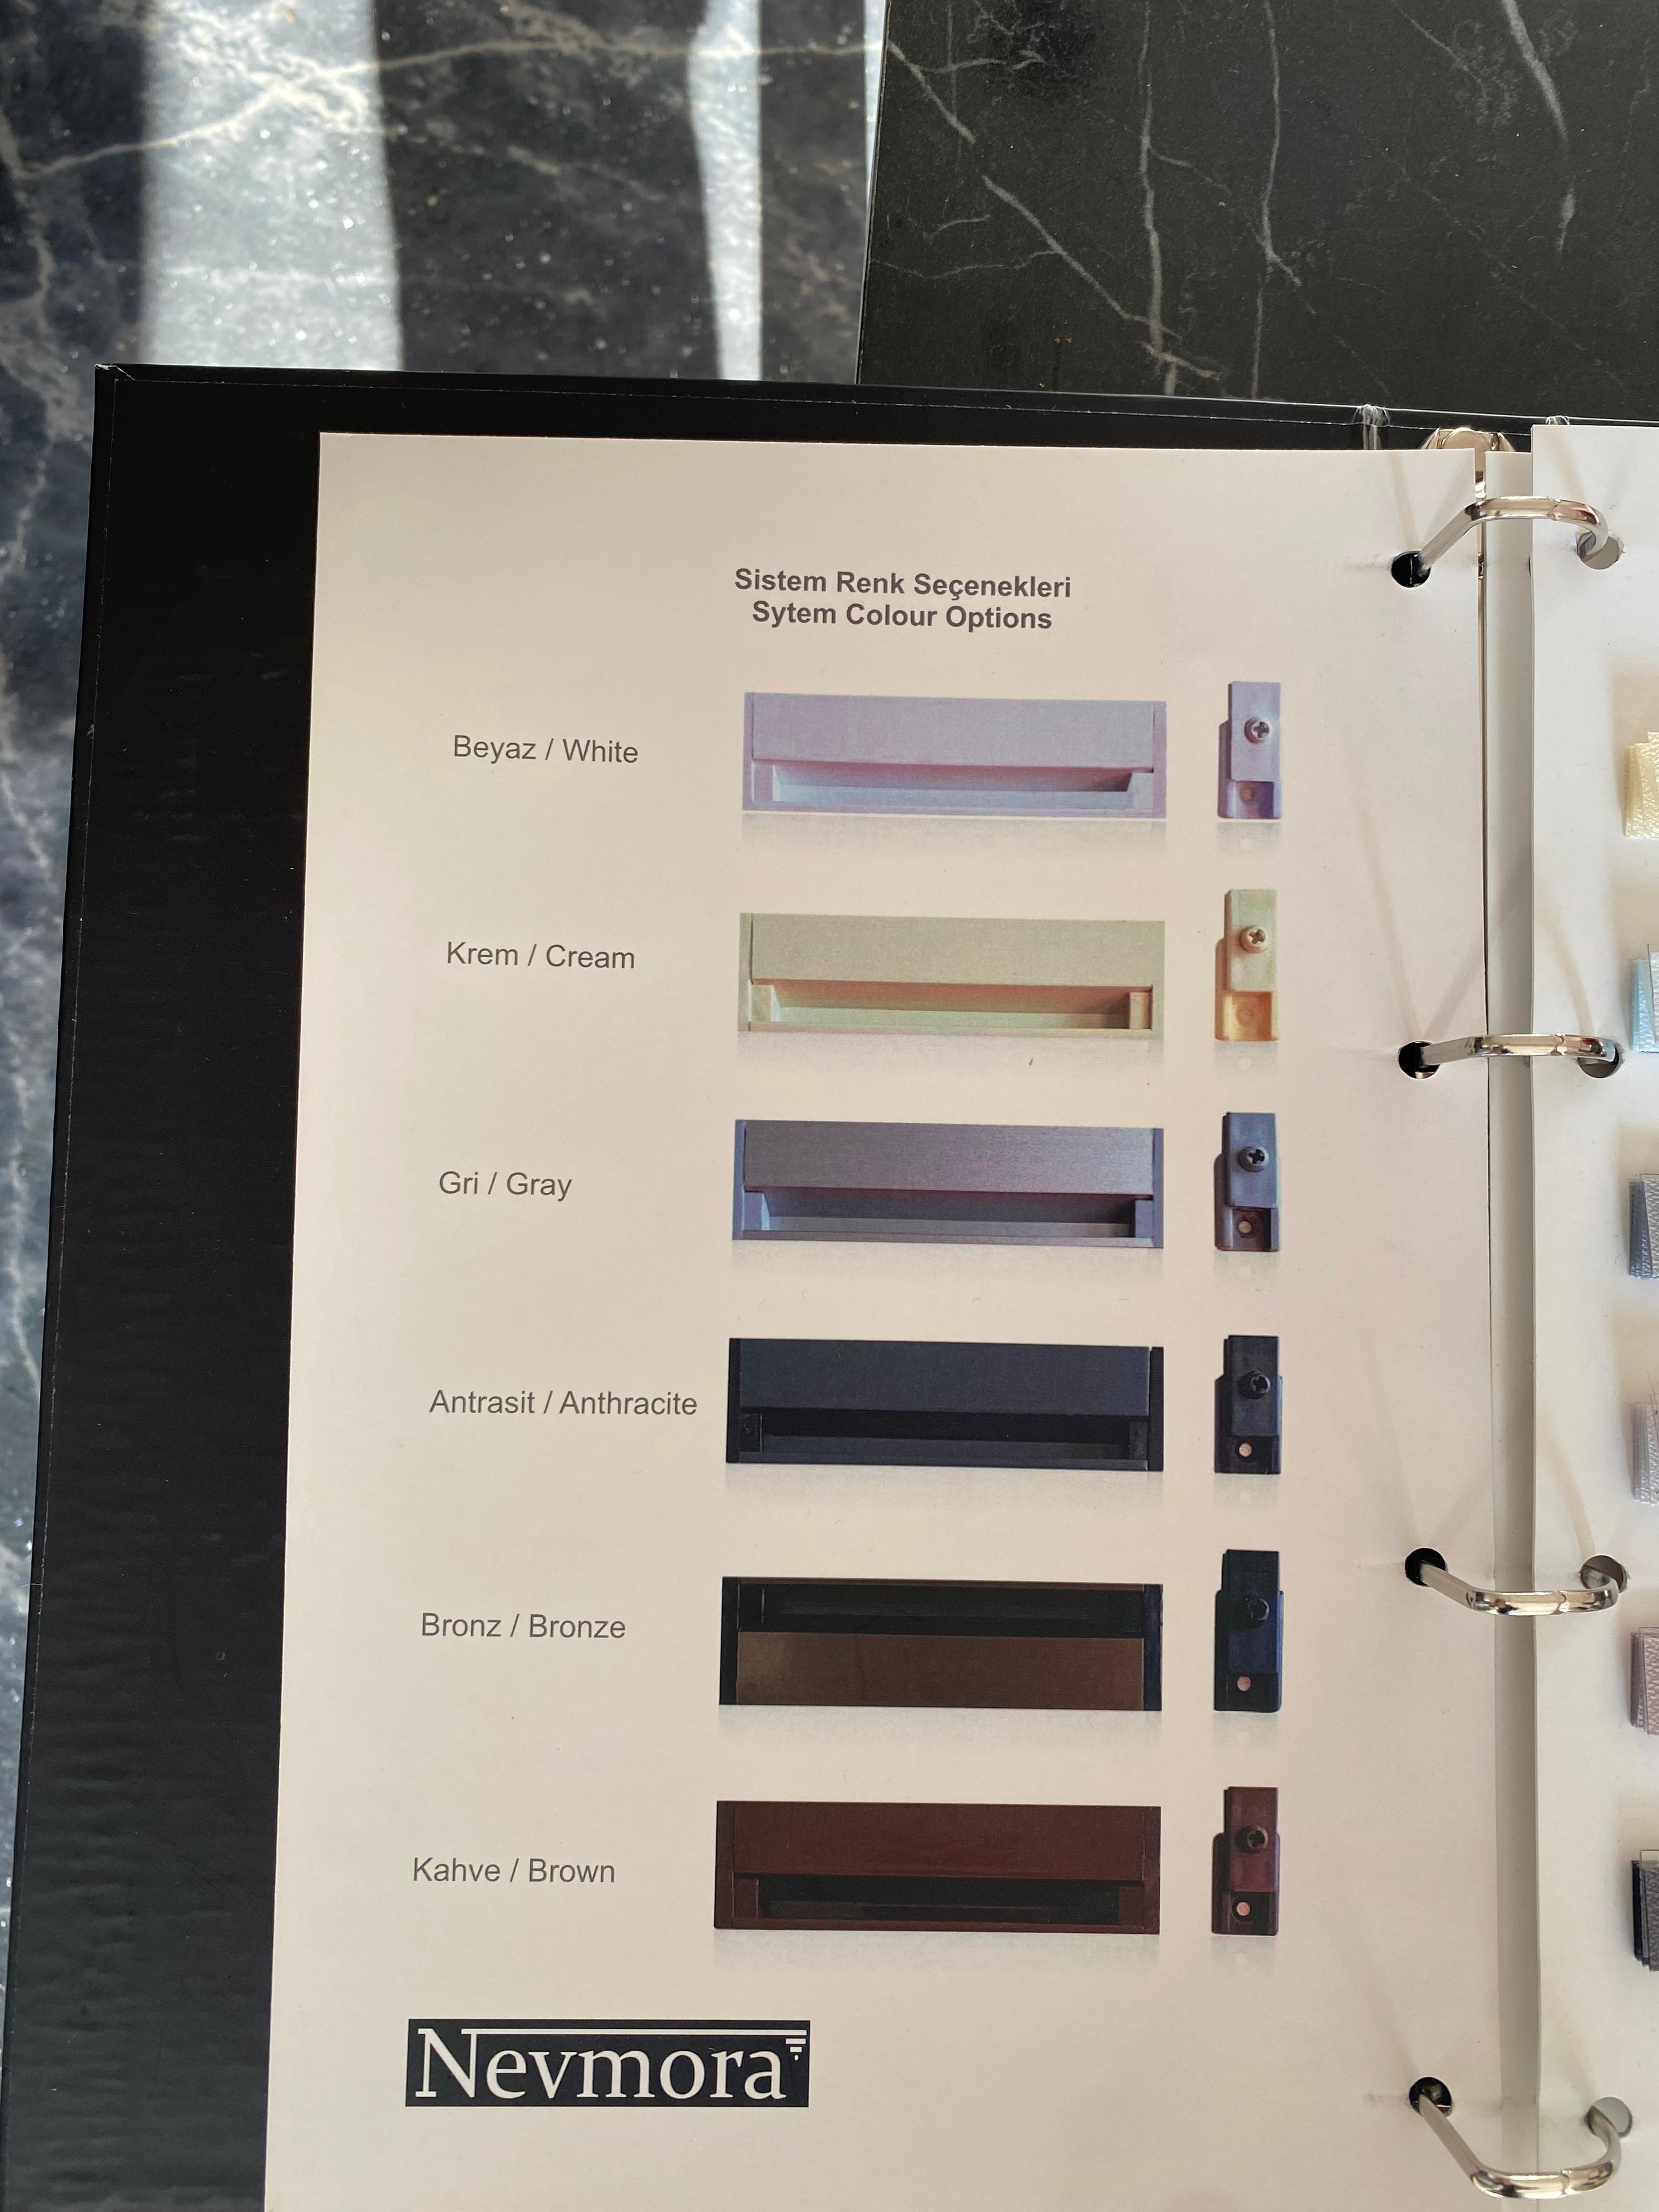 Sistem Renk Seçenekleri
Sytem Colour Options
Beyaz / White
Krem / Cream
Gri / Gray
Antrasit / Anthracite
Bronz / Bronze
Kahve / Brown
Nevmora